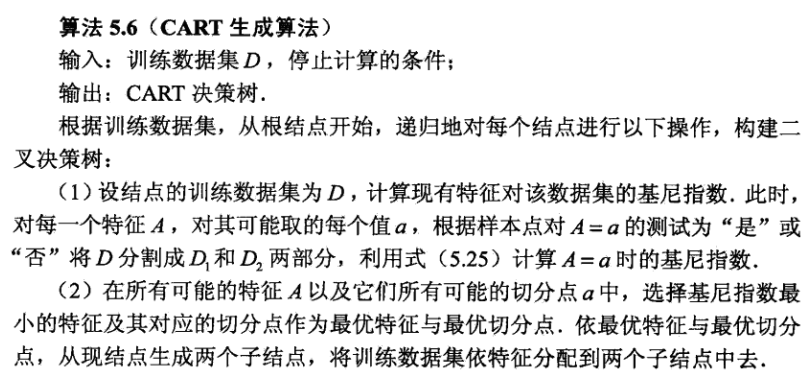 算法 5.6（CART 生成算法）
输入：训练数据集 D，停止计算的条件；
输出：CART 决策树．
根据训练数据集，从根结点开始，递归地对每个结点进行以下操作，构建二
叉决策树：
（1）设结点的训练数据集为 D，计算现有特征对该数据集的基尼指数．此时，
对每一个特征 A，对其可能取的每个值 a，根据样本点对 A = a 的测试为“是”或
“否”将 D 分割成 D₁ 和 D₂ 两部分，利用式（5.25）计算 A = a 时的基尼指数．
（2）在所有可能的特征 A 以及它们所有可能的切分点 a 中，选择基尼指数最
小的特征及其对应的切分点作为最优特征与最优切分点．依最优特征与最优切分
点，从现结点生成两个子结点，将训练数据集依特征分配到两个子结点中去．